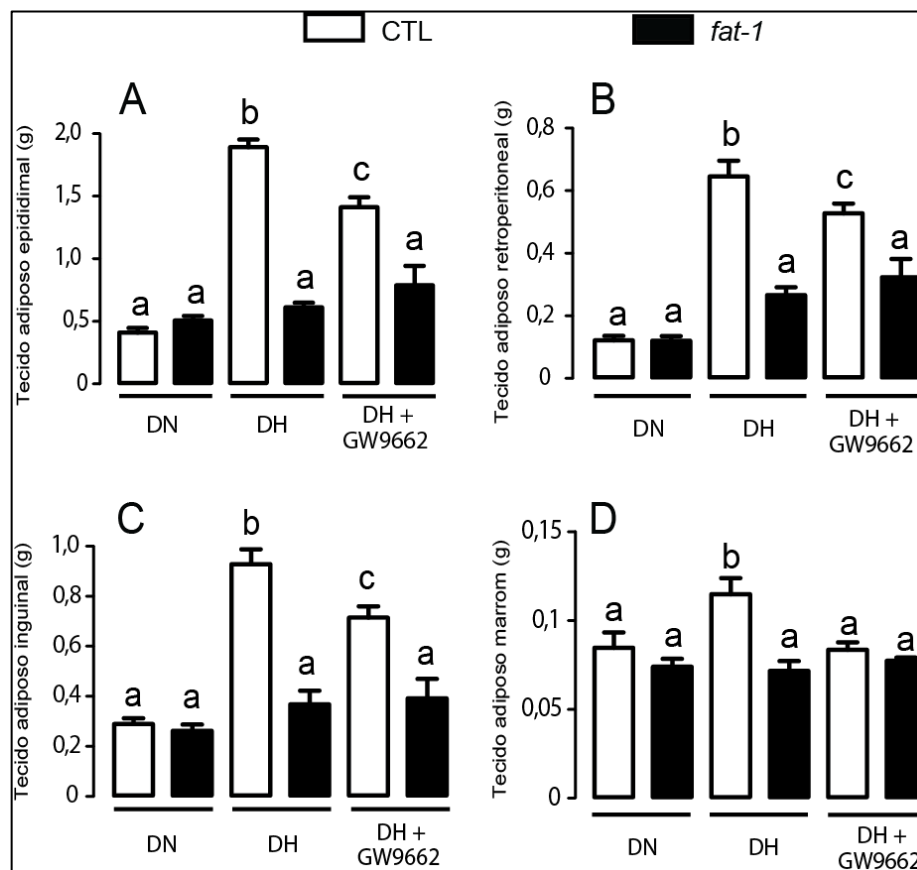 CTL fat-1
A
Tecido adiposo epididimal (g)
2,0
1,5
1,0
0,5
0
a a b a c a
DN DH DH +
GW9662
B
Tecido adiposo retroperitoneal (g)
0,8
0,6
0,4
0,2
0
a a b a c a
DN DH DH +
GW9662
C
Tecido adiposo inguinal (g)
1,0
0,8
0,6
0,4
0,2
0
a a b a c a
DN DH DH +
GW9662
D
Tecido adiposo marrom (g)
0,15
0,10
0,05
0
a a b a a a
DN DH DH +
GW9662